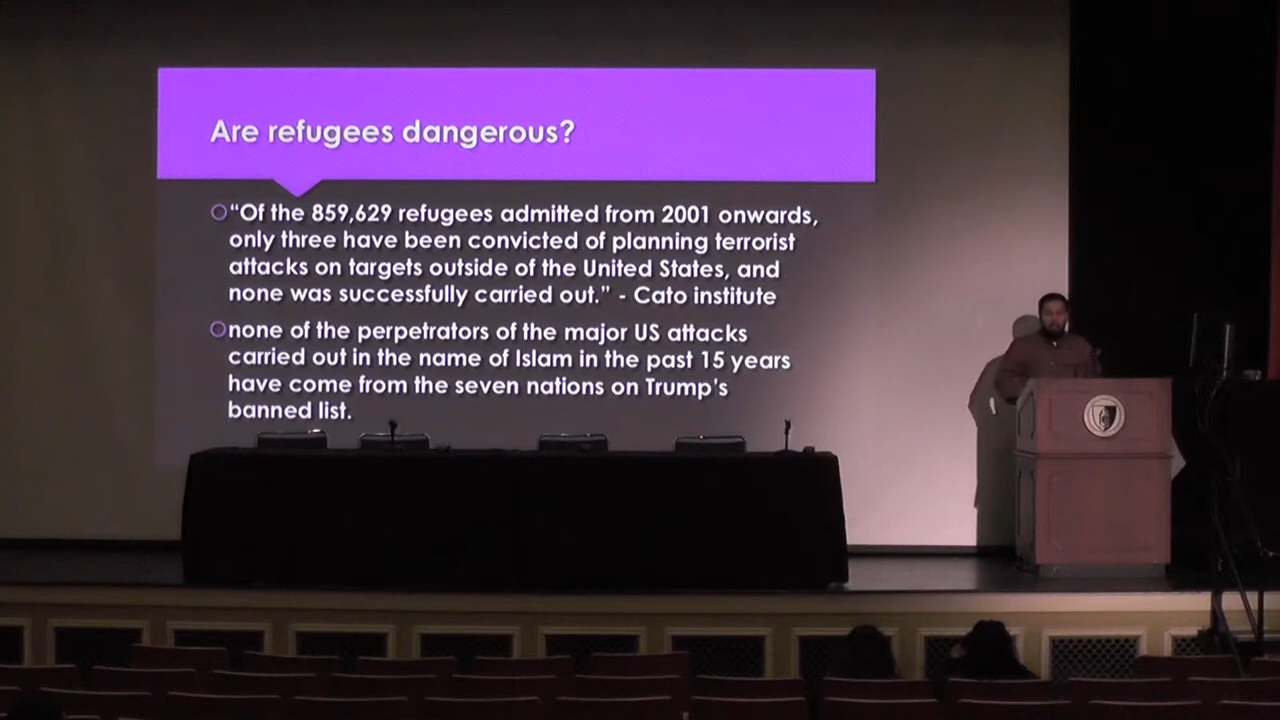 Are refugees dangerous?
“Of the 859,629 refugees admitted from 2001 onwards,
only three have been convicted of planning terrorist
attacks on targets outside of the United States, and
none was successfully carried out.” - Cato institute
none of the perpetrators of the major US attacks
carried out in the name of Islam in the past 15 years
have come from the seven nations on Trump’s
banned list.